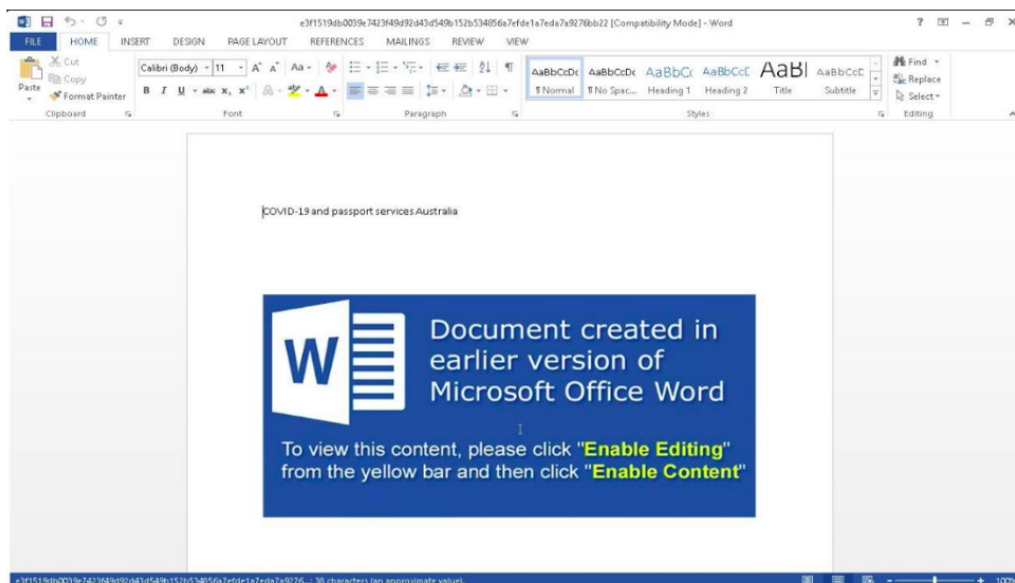 e3f1519db0039e7423f49d92d43d549b152b534856a7efde1a7eda7a9276bb22 [Compatibility Mode] - Word
FILE HOME INSERT DESIGN PAGE LAYOUT REFERENCES MAILINGS REVIEW VIEW
Paste
Cut
Copy
Format Painter
Clipboard
Calibri (Body) 11
Font
Paragraph
AaBbCcDc AaBbCcDc AaBbCc AaBbCcD AaBl AaBbCcD
¶ Normal ¶ No Spac... Heading 1 Heading 2 Title Subtitle
Styles
Find
Replace
Select
Editing
COVID-19 and passport services Australia
W
Document created in
earlier version of
Microsoft Office Word
To view this content, please click "Enable Editing"
from the yellow bar and then click "Enable Content"
e3f1519db0039e7423f49d92d43d549b152b534856a7efde1a7eda7a9276...: 38 characters (an approximate value).
100%